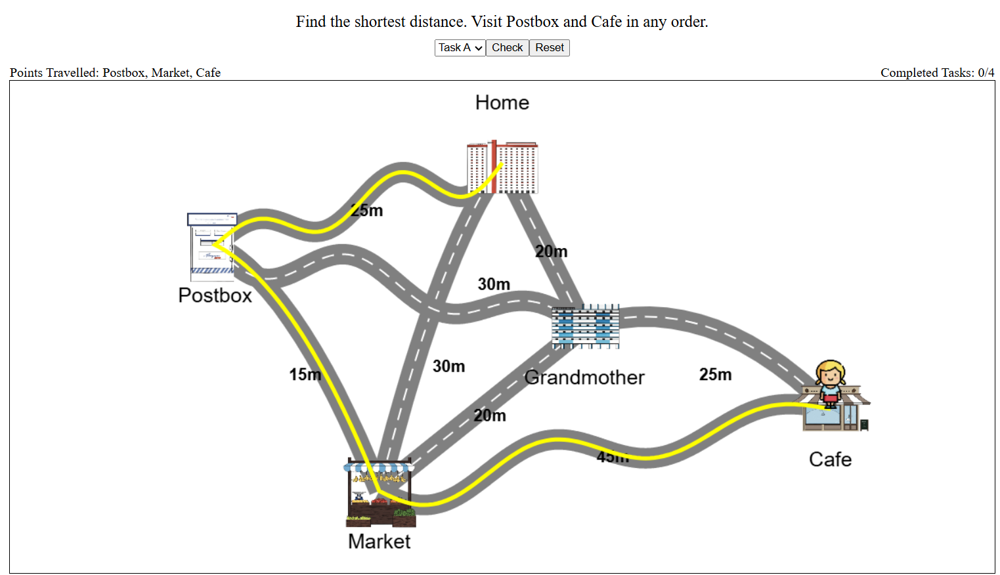 Find the shortest distance. Visit Postbox and Cafe in any order.
Task A Check Reset
Points Travelled: Postbox, Market, Cafe
Completed Tasks: 0/4
Home
25m
20m
30m
Postbox
15m
30m
Grandmother
25m
20m
45m
Cafe
Market